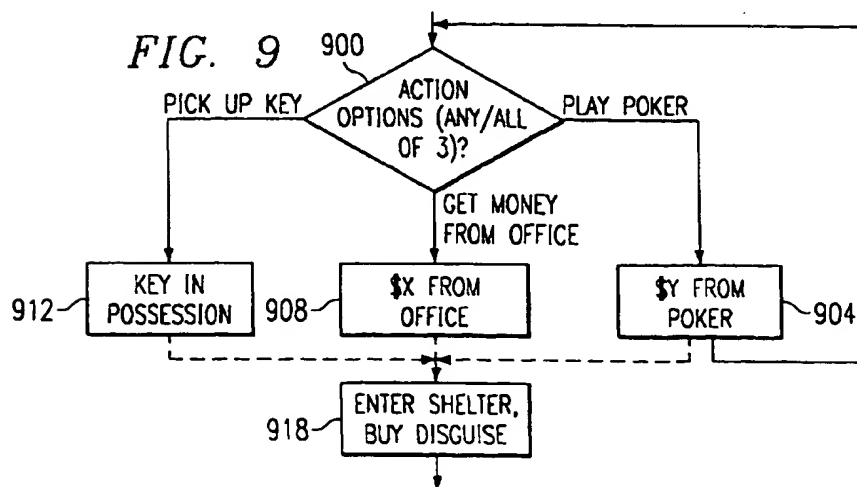 FIG. 9
900
ACTION
OPTIONS (ANY/ALL
OF 3)?
PICK UP KEY
PLAY POKER
GET MONEY
FROM OFFICE
912
KEY IN
POSSESSION
908
$X FROM
OFFICE
$Y FROM
POKER
904
918
ENTER SHELTER,
BUY DISGUISE